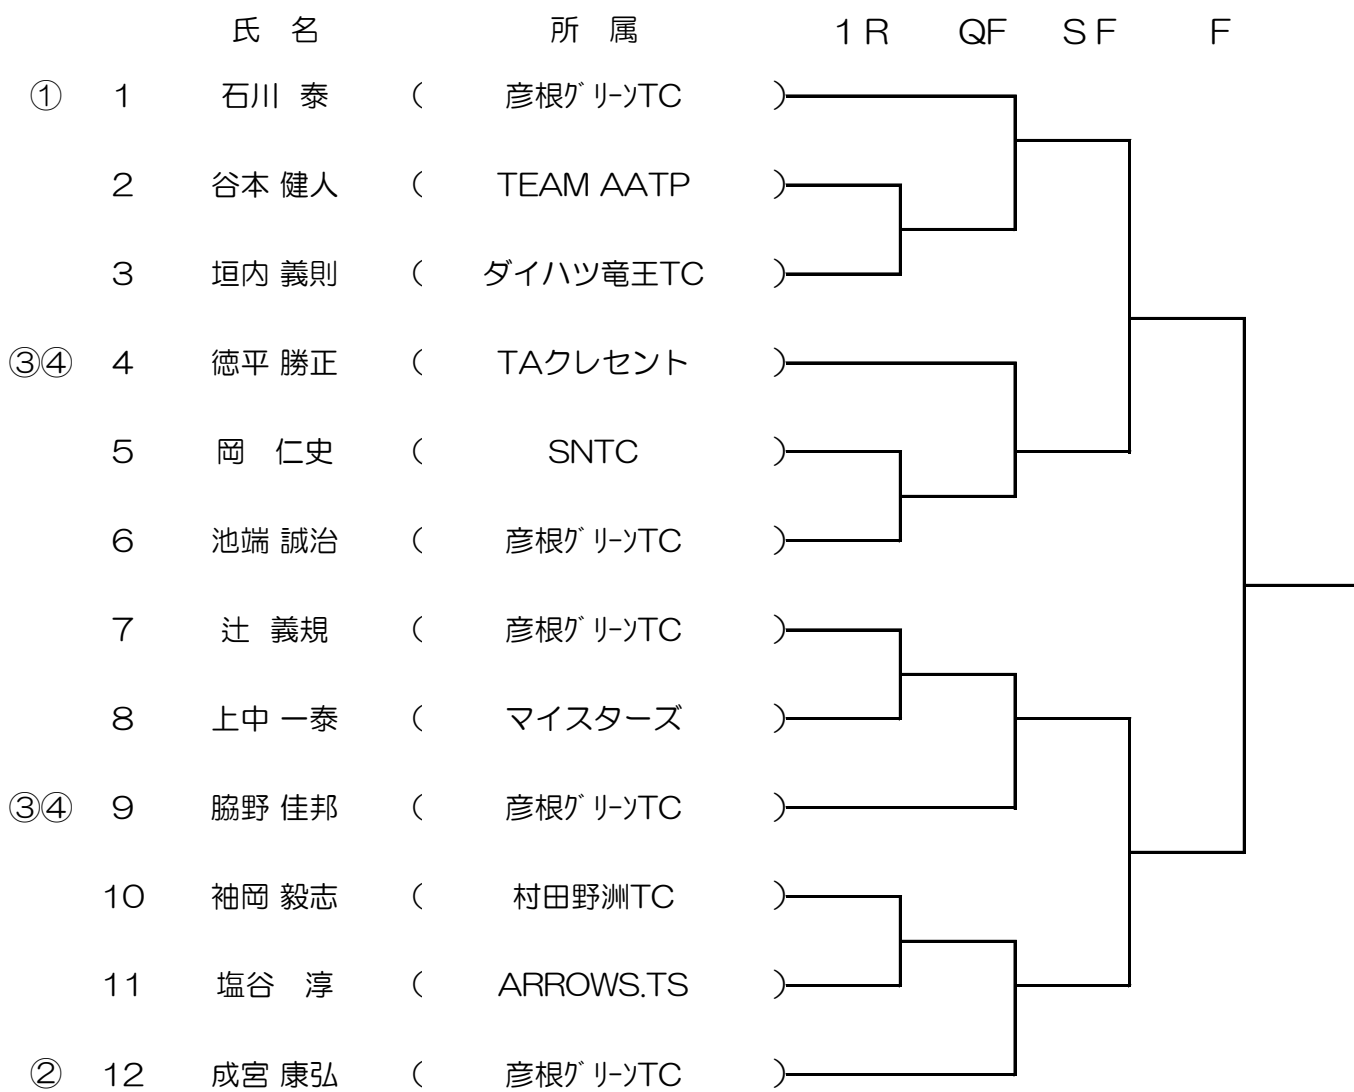 氏 名 所 属 1R QF SF F
① 1 石川 泰 ( 彦根ｸﾞﾘｰﾝTC )
2 谷本 健人 ( TEAM AATP )
3 垣内 義則 ( ダイハツ竜王TC )
③④ 4 徳平 勝正 ( TAクレセント )
5 岡 仁史 ( SNTC )
6 池端 誠治 ( 彦根ｸﾞﾘｰﾝTC )
7 辻 義規 ( 彦根ｸﾞﾘｰﾝTC )
8 上中 一泰 ( マイスターズ )
③④ 9 脇野 佳邦 ( 彦根ｸﾞﾘｰﾝTC )
10 袖岡 毅志 ( 村田野洲TC )
11 塩谷 淳 ( ARROWS.TS )
② 12 成宮 康弘 ( 彦根ｸﾞﾘｰﾝTC )